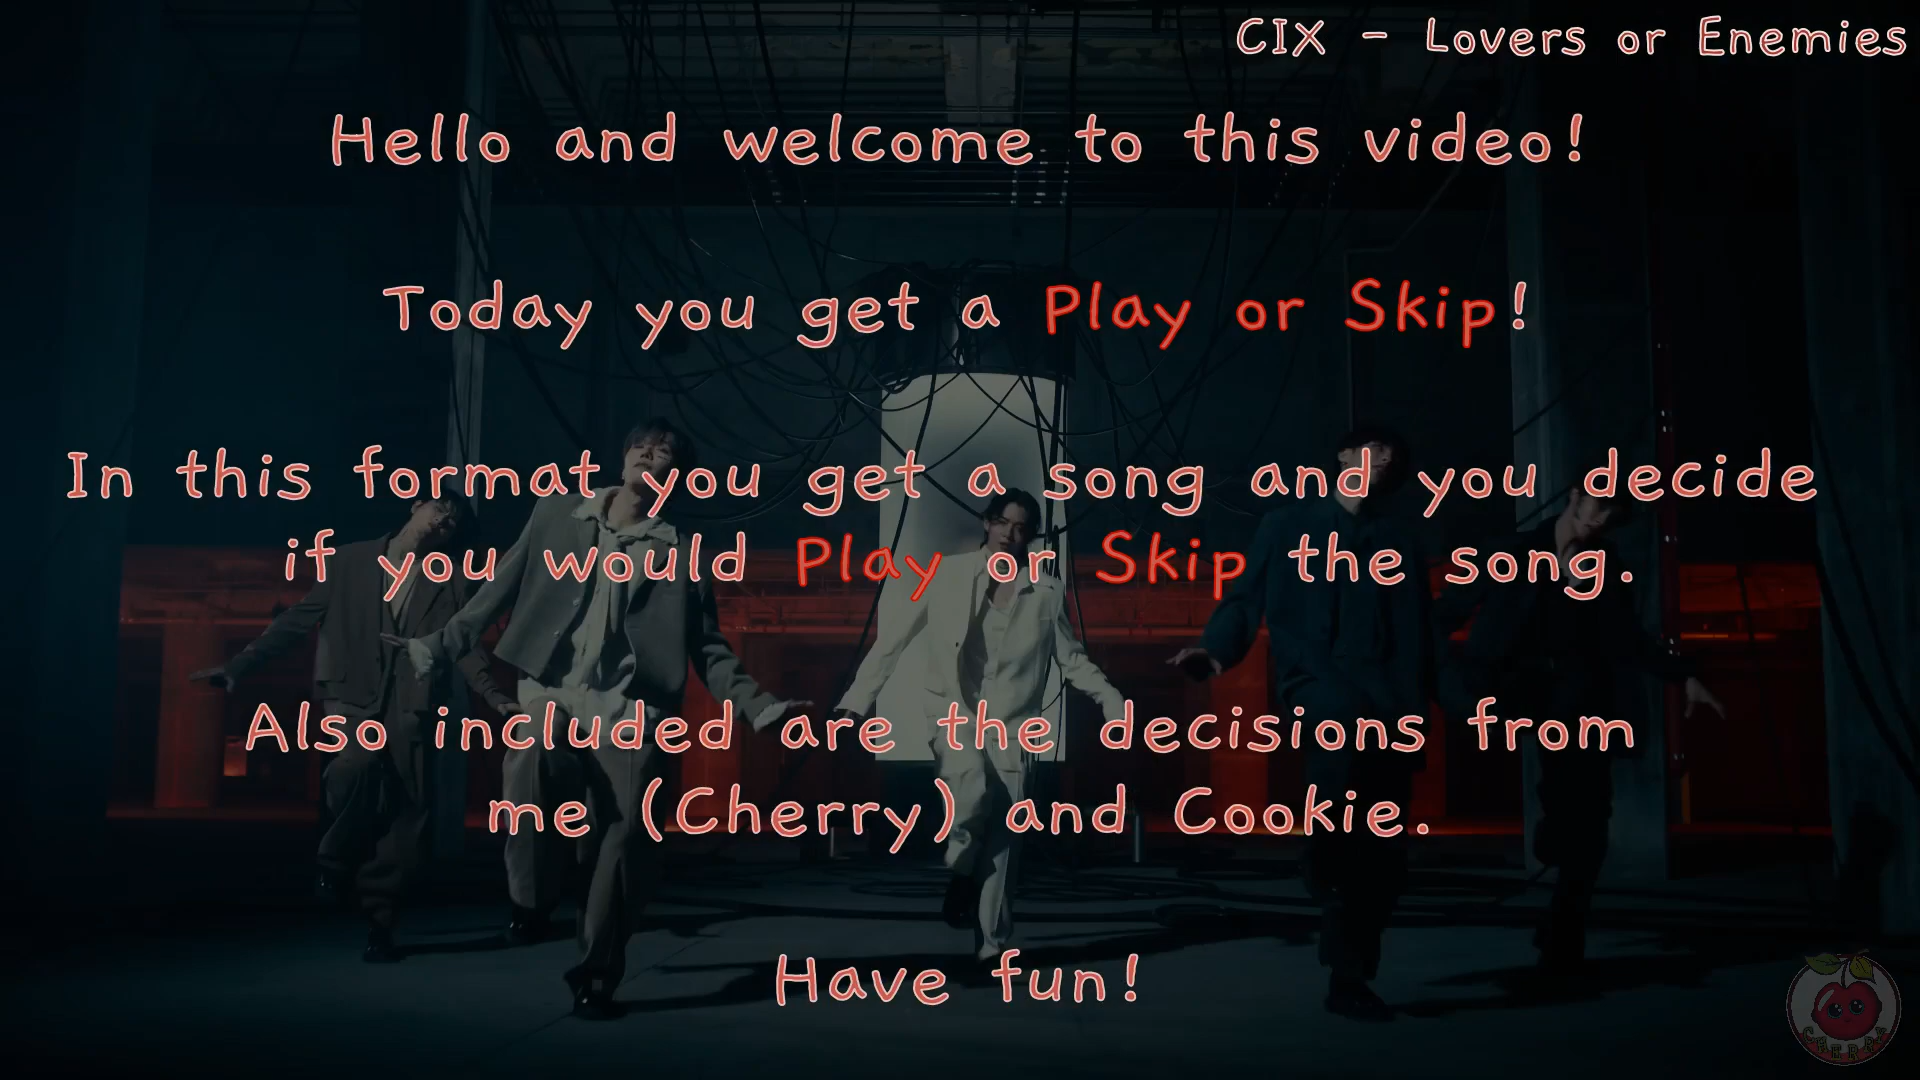 CIX - Lovers or Enemies
Hello and welcome to this video!
Today you get a Play or Skip!
In this format you get a song and you decide
if you would Play or Skip the song.
Also included are the decisions from
me (Cherry) and Cookie.
Have fun!
CHERRY